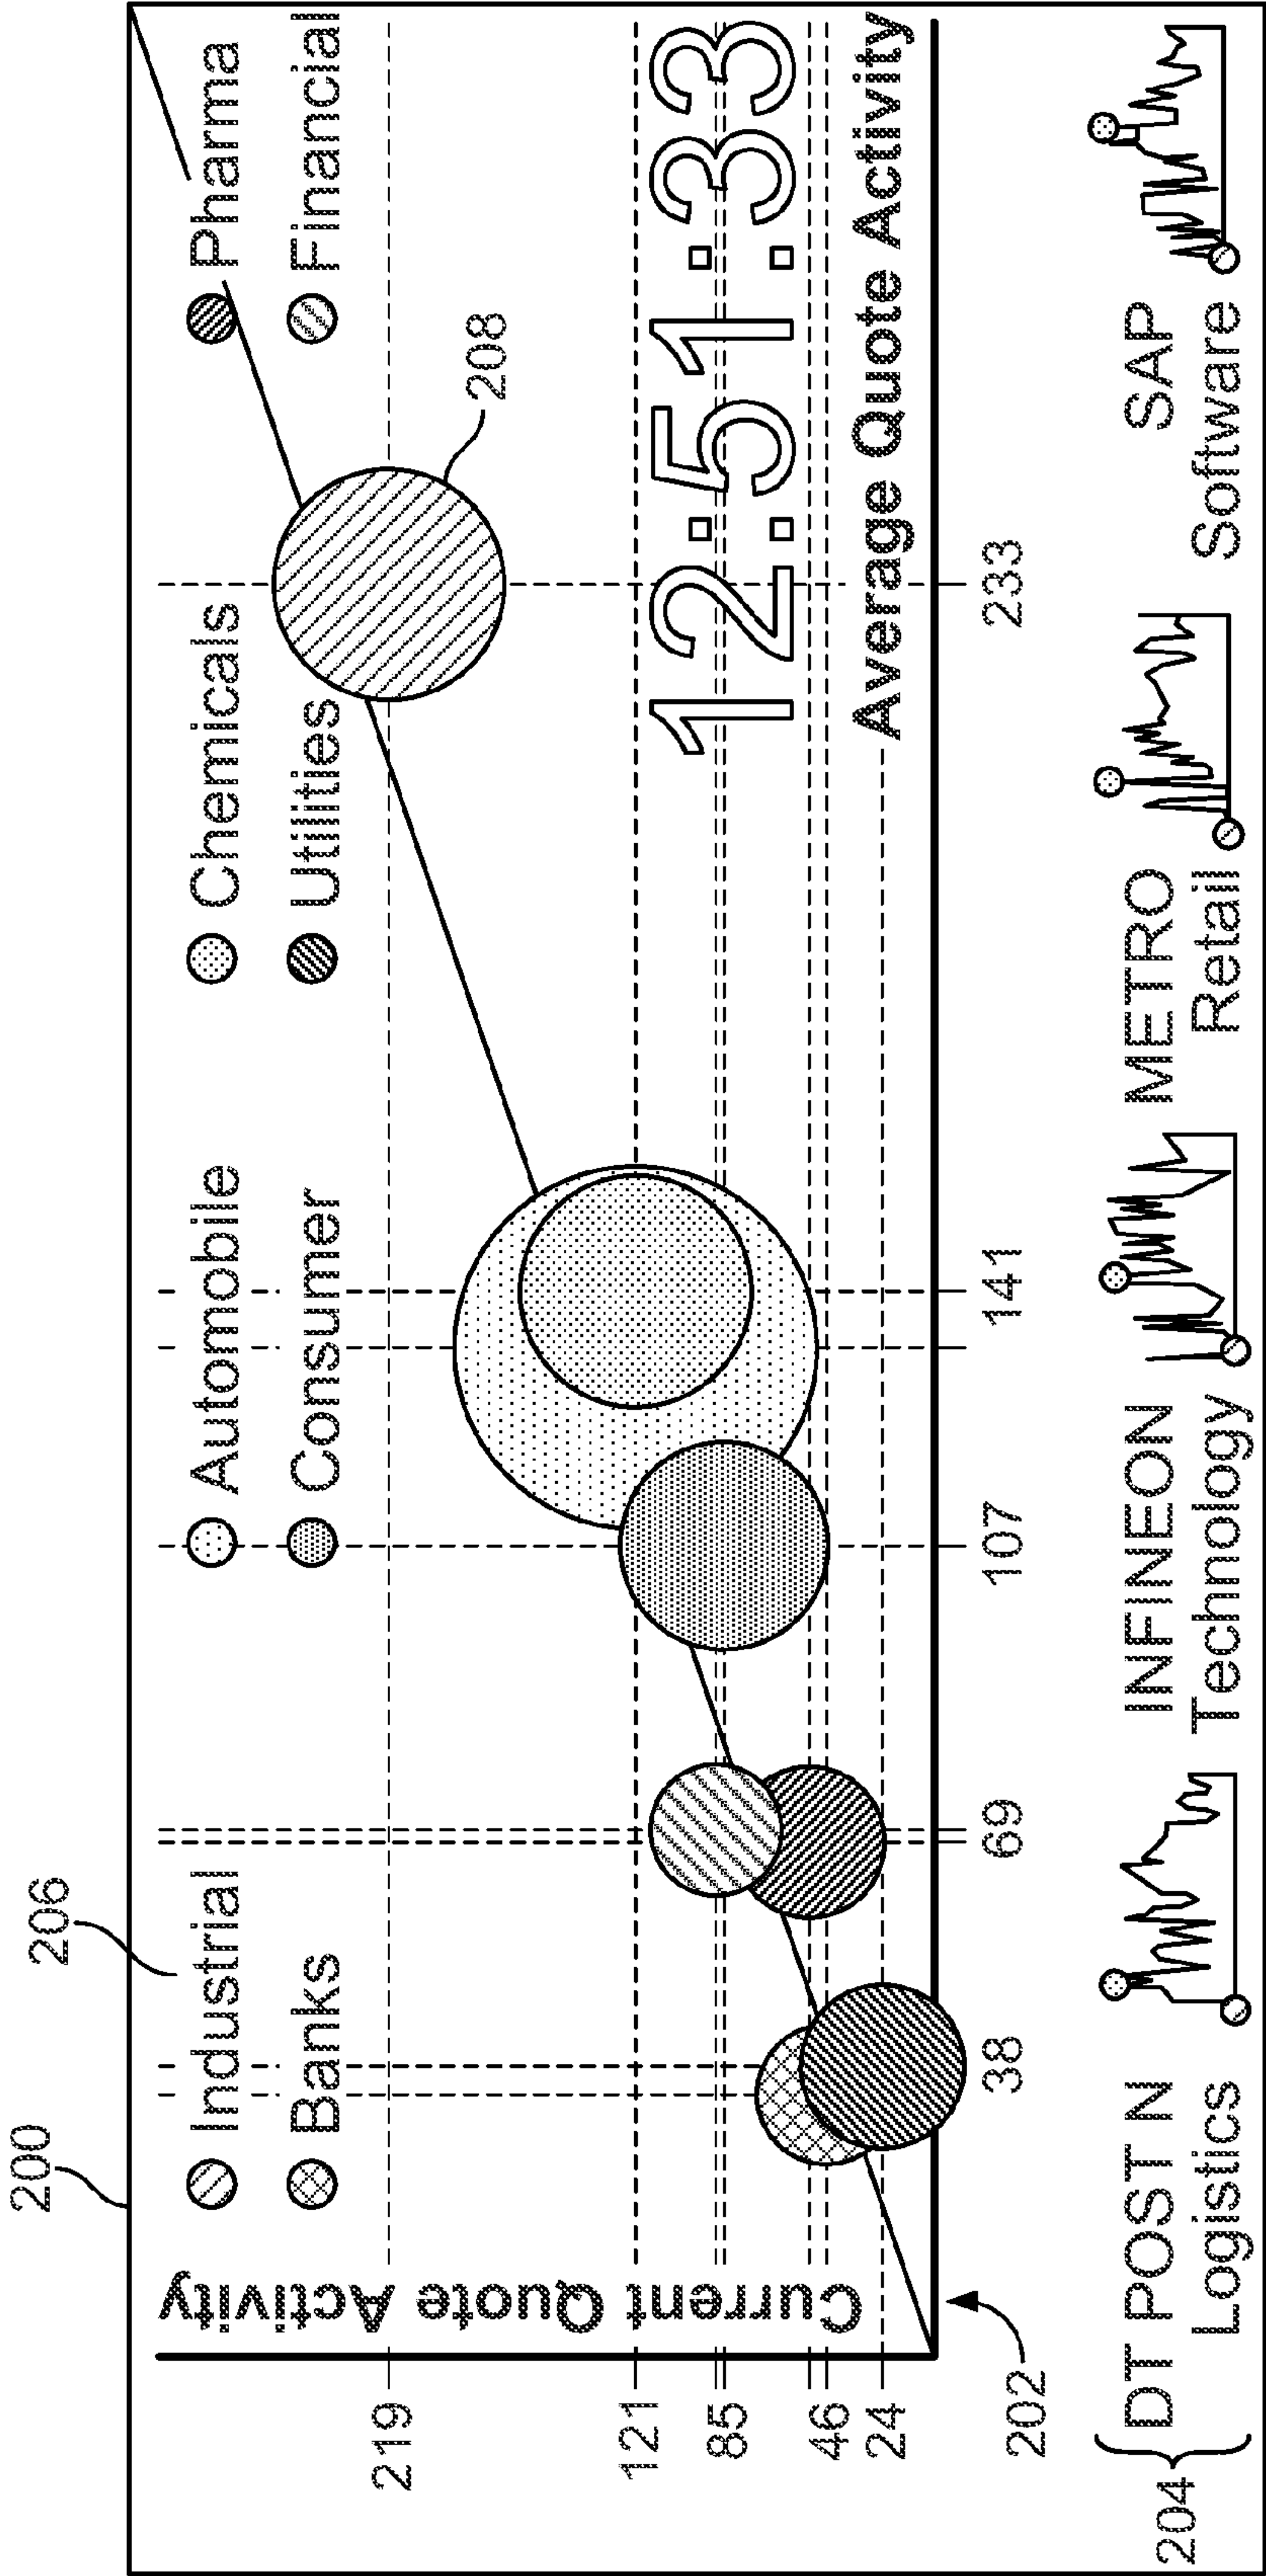 200
206
Industrial
Automobile
Chemicals
Pharma
Banks
Consumer
Utilities
Financial
Current Quote Activity
219
121
85
46
24
208
12:51:33
Average Quote Activity
38
69
107
141
233
202
204
DT POST N
Logistics
INFINEON
Technology
METRO
Retail
SAP
Software